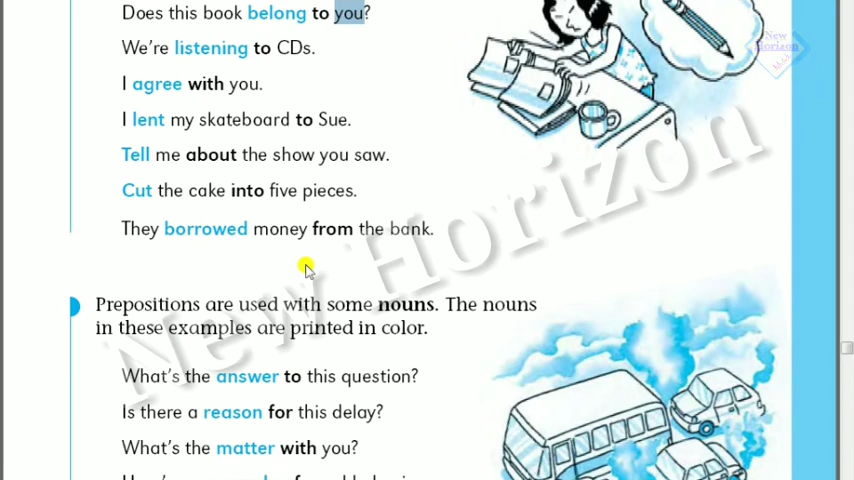 Does this book belong to you?
We're listening to CDs.
I agree with you.
I lent my skateboard to Sue.
Tell me about the show you saw.
Cut the cake into five pieces.
They borrowed money from the bank.
Prepositions are used with some nouns. The nouns
in these examples are printed in color.
What's the answer to this question?
Is there a reason for this delay?
What's the matter with you?
New Horizon
New
Horizon